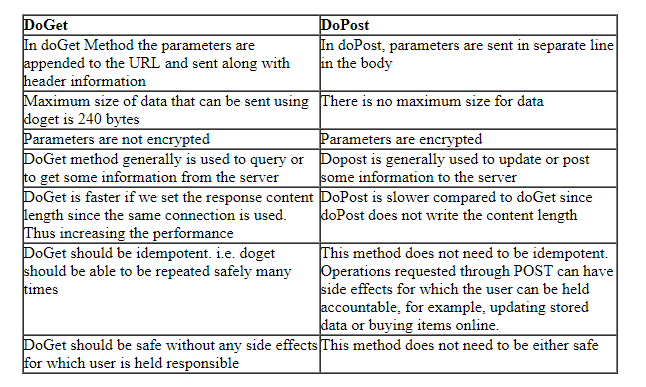 DoGet
DoPost
In doGet Method the parameters are
appended to the URL and sent along with
header information
In doPost, parameters are sent in separate line
in the body
Maximum size of data that can be sent using
doget is 240 bytes
There is no maximum size for data
Parameters are not encrypted
Parameters are encrypted
DoGet method generally is used to query or
to get some information from the server
Dopost is generally used to update or post
some information to the server
DoGet is faster if we set the response content
length since the same connection is used.
Thus increasing the performance
DoPost is slower compared to doGet since
doPost does not write the content length
DoGet should be idempotent. i.e. doget
should be able to be repeated safely many
times
This method does not need to be idempotent.
Operations requested through POST can have
side effects for which the user can be held
accountable, for example, updating stored
data or buying items online.
DoGet should be safe without any side effects
for which user is held responsible
This method does not need to be either safe